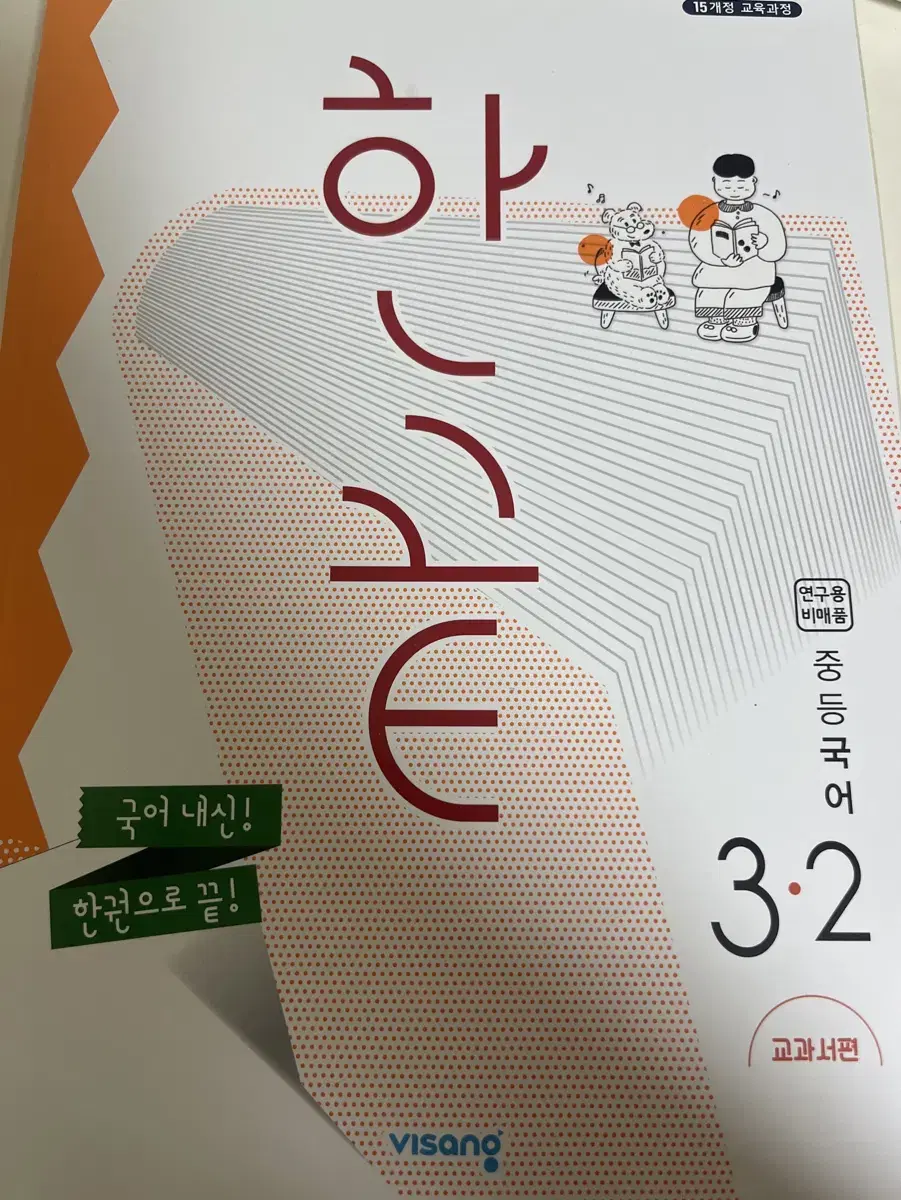 15개정 교육과정
한끝
연구용
비매품
중등국어
3·2
교과서편
국어 내신!
한권으로 끝!
visang